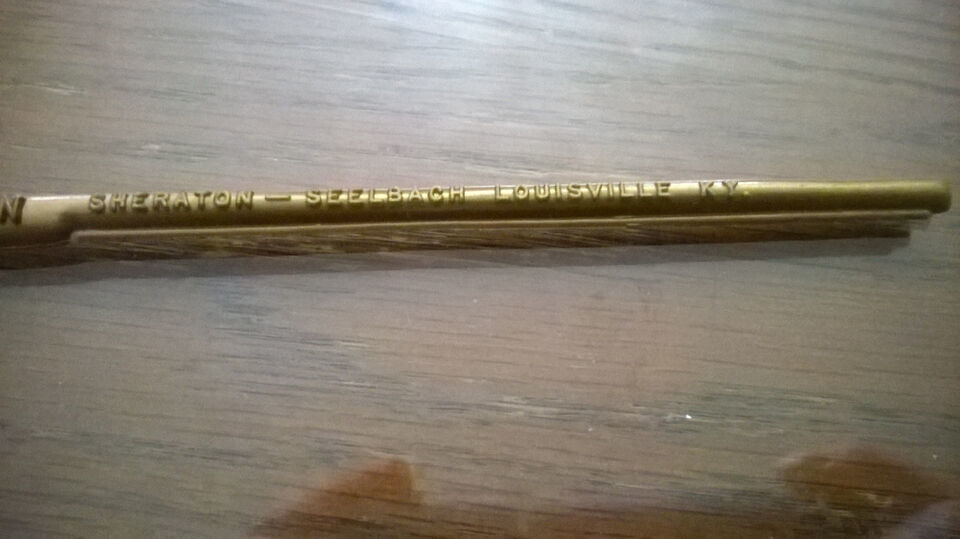 N SHERATON — SEELBACH LOUISVILLE KY.